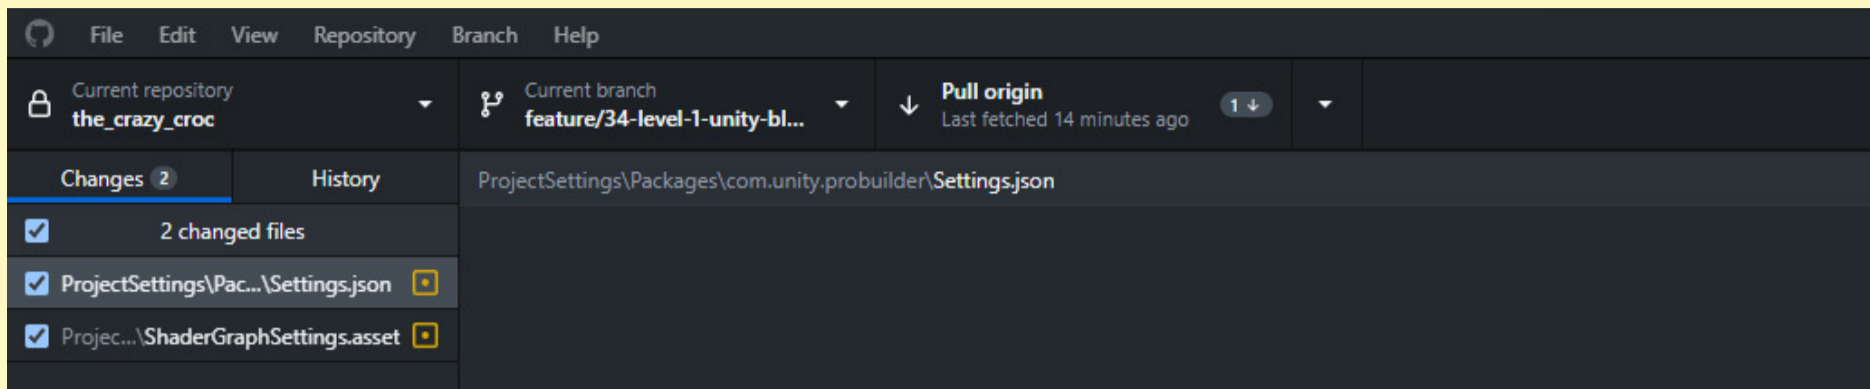 File Edit View Repository Branch Help
Current repository
the_crazy_croc
Current branch
feature/34-level-1-unity-bl...
Pull origin
Last fetched 14 minutes ago
1
Changes 2
History
ProjectSettings\Packages\com.unity.probuilder\Settings.json
2 changed files
ProjectSettings\Pac...\Settings.json
Projec...\ShaderGraphSettings.asset